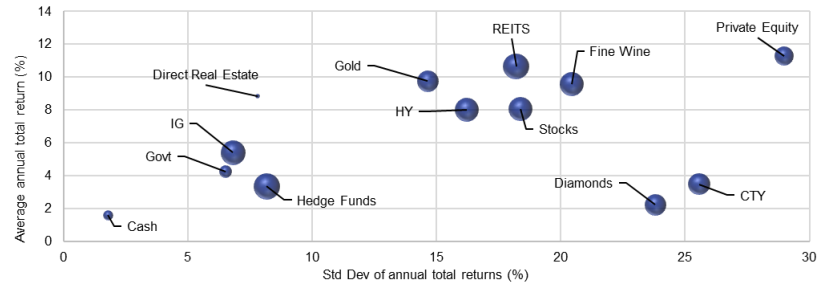 14
12
10
8
6
4
2
0
Average annual total return (%)
Private Equity
REITS
Fine Wine
Gold
Direct Real Estate
HY
Stocks
IG
Govt
Hedge Funds
Diamonds
CTY
Cash
0 5 10 15 20 25 30
Std Dev of annual total returns (%)